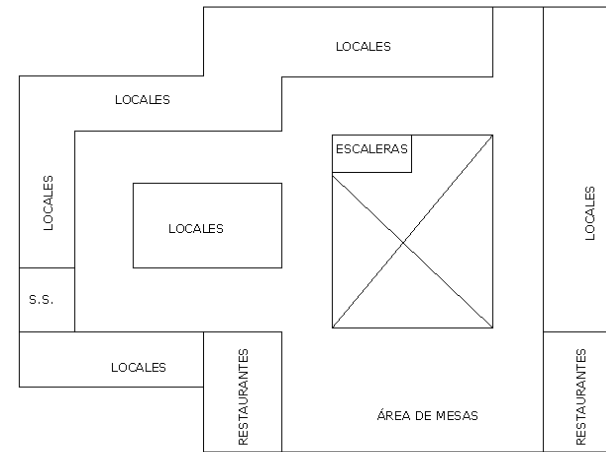 LOCALES
LOCALES
ESCALERAS
LOCALES
LOCALES
LOCALES
S.S.
LOCALES
RESTAURANTES
ÁREA DE MESAS
RESTAURANTES